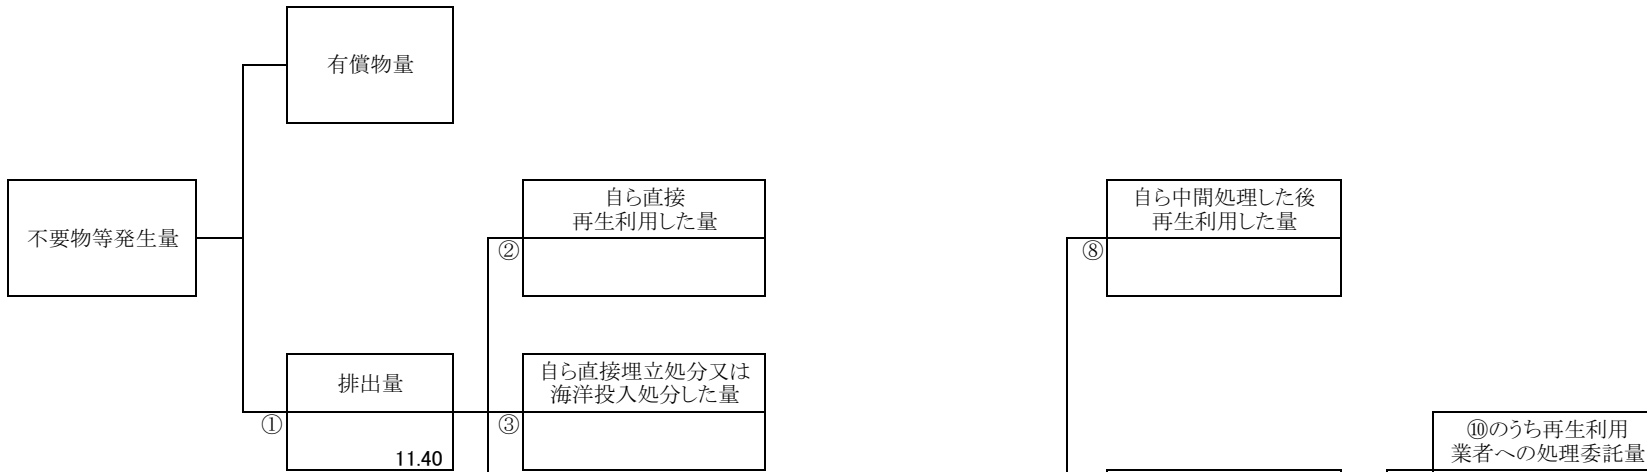 有償物量
不要物等発生量
自ら直接
再生利用した量
②
自ら中間処理した後
再生利用した量
⑧
排出量
①
11.40
自ら直接埋立処分又は
海洋投入処分した量
③
⑩のうち再生利用
業者への処理委託量